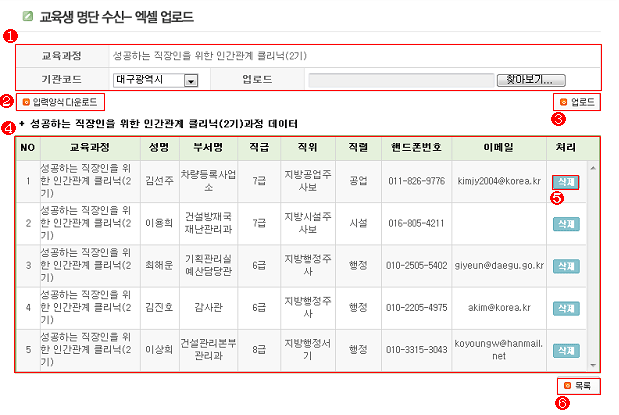 교육생 명단 수신- 엑셀 업로드
1
교육과정 성공하는 직장인을 위한 인간관계 클리닉(2기)
기관코드 대구광역시 업로드 찾아보기...
2 입력양식다운로드 업로드
3
4 + 성공하는 직장인을 위한 인간관계 클리닉(2기)과정 데이터
NO 교육과정 성명 부서명 직급 직위 직렬 핸드폰번호 이메일 처리
성공하는 직장인을 위 차량등록사업 지방공업주
1 한 인간관계 클리닉(2 김선주 7급 공업 011-826-9776 kimjy2004@korea.kr 삭제
기) 소 사보
5
성공하는 직장인을 위 건설방재국 지방시설주
2 한 인간관계 클리닉(2 이용희 7급 시설 016-805-4211 삭제
기) 재난관리과 사보
성공하는 직장인을 위 기획관리실 지방행정주
3 한 인간관계 클리닉(2 최해운 6급 행정 010-2505-5402 giyeun@daegu.go.kr 삭제
기) 예산담당관 사
성공하는 직장인을 위 지방행정주
4 한 인간관계 클리닉(2 김진호 감사관 6급 행정 010-2205-4975 akim@korea.kr 삭제
기) 사
성공하는 직장인을 위 건설관리본부 지방행정서 koyoungw@hanmail.
5 한 인간관계 클리닉(2 이상희 8급 행정 010-3315-3043 삭제
기) 관리과 기 net
목록
6